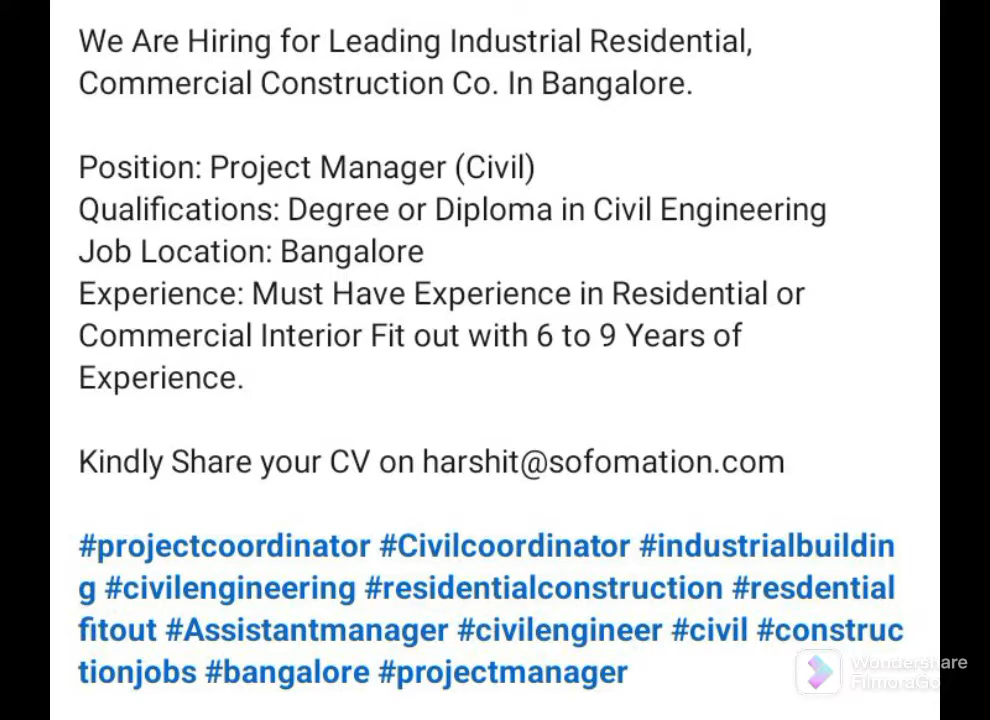 We Are Hiring for Leading Industrial Residential,
Commercial Construction Co. In Bangalore.
Position: Project Manager (Civil)
Qualifications: Degree or Diploma in Civil Engineering
Job Location: Bangalore
Experience: Must Have Experience in Residential or
Commercial Interior Fit out with 6 to 9 Years of
Experience.
Kindly Share your CV on harshit@sofomation.com
#projectcoordinator #Civilcoordinator #industrialbuildin
g #civilengineering #residentialconstruction #resdential
fitout #Assistantmanager #civilengineer #civil #construc
tionjobs #bangalore #projectmanager
Wondershare
FilmoraGo